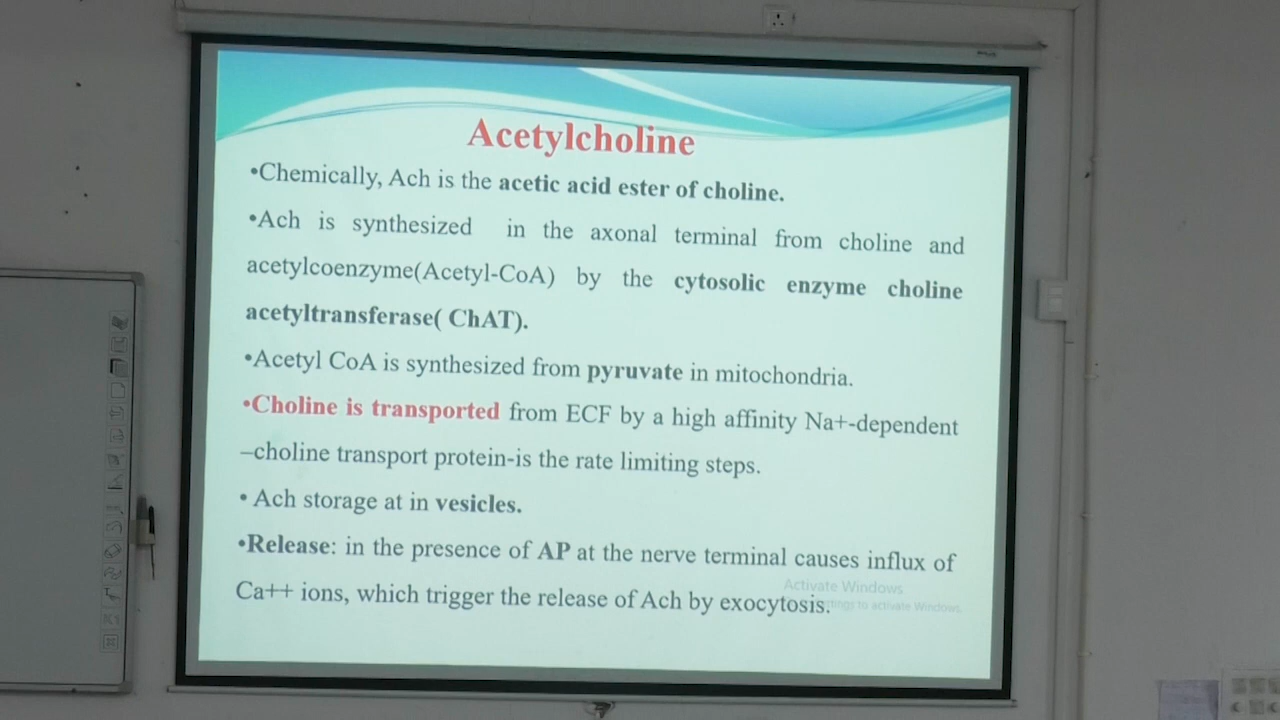 Acetylcholine
•Chemically, Ach is the acetic acid ester of choline.
•Ach is synthesized in the axonal terminal from choline and
acetylcoenzyme(Acetyl-CoA) by the cytosolic enzyme choline
acetyltransferase( ChAT).
•Acetyl CoA is synthesized from pyruvate in mitochondria.
•Choline is transported from ECF by a high affinity Na+-dependent
–choline transport protein-is the rate limiting steps.
• Ach storage at in vesicles.
•Release: in the presence of AP at the nerve terminal causes influx of
Ca++ ions, which trigger the release of Ach by exocytosis.
Activate Windows
to activate Windows.